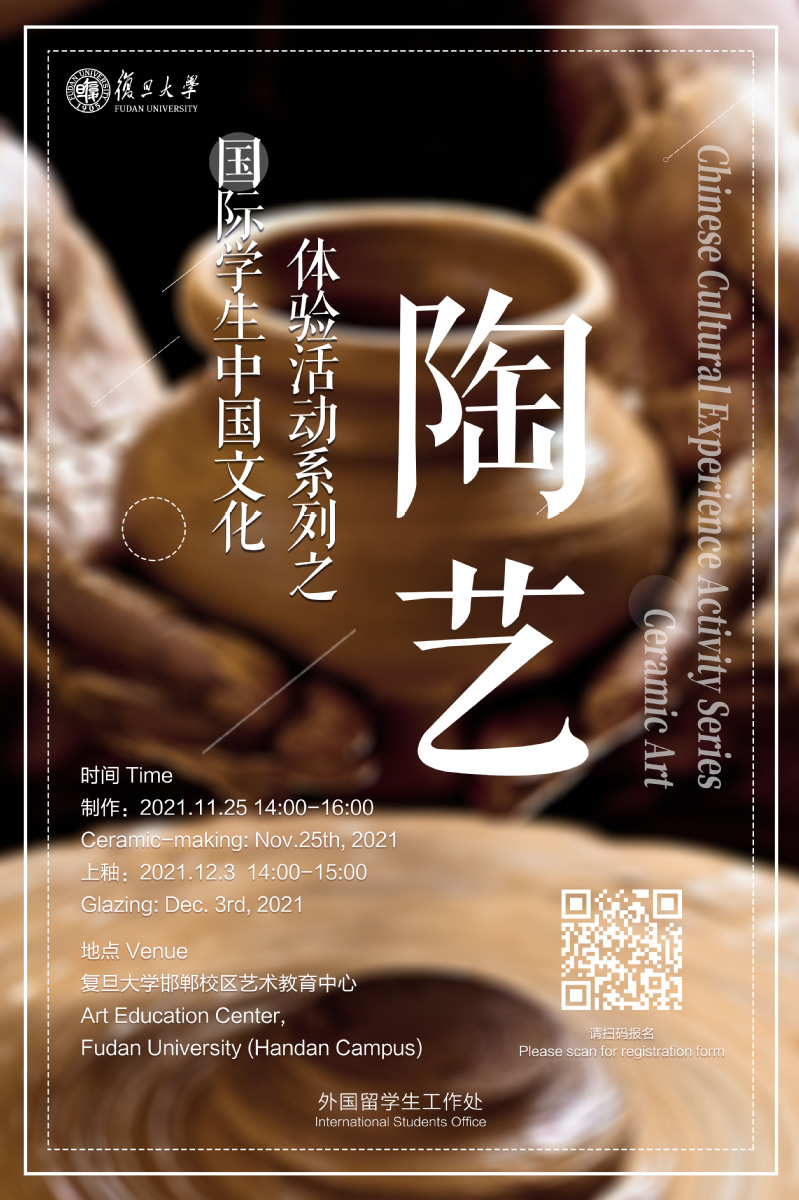 FUDAN UNIVERSITY
1905
復旦大學
FUDAN UNIVERSITY
国际学生中国文化
体验活动系列之
陶艺
Chinese Cultural Experience Activity Series
Ceramic Art
时间 Time
制作：2021.11.25 14:00-16:00
Ceramic-making: Nov.25th, 2021
上釉：2021.12.3 14:00-15:00
Glazing: Dec. 3rd, 2021
地点 Venue
复旦大学邯郸校区艺术教育中心
Art Education Center,
Fudan University (Handan Campus)
请扫码报名
Please scan for registration form
外国留学生工作处
International Students Office